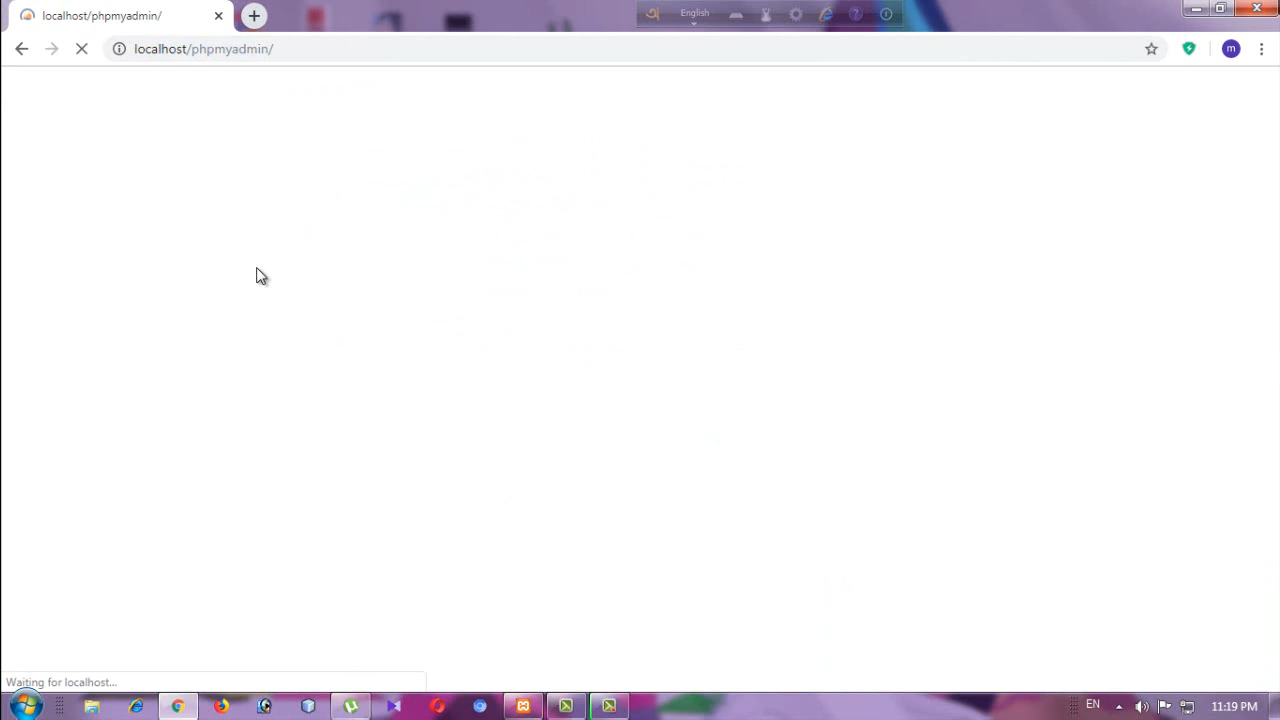 localhost/phpmyadmin/
অ English
localhost/phpmyadmin/
m
Waiting for localhost...
EN 11:19 PM